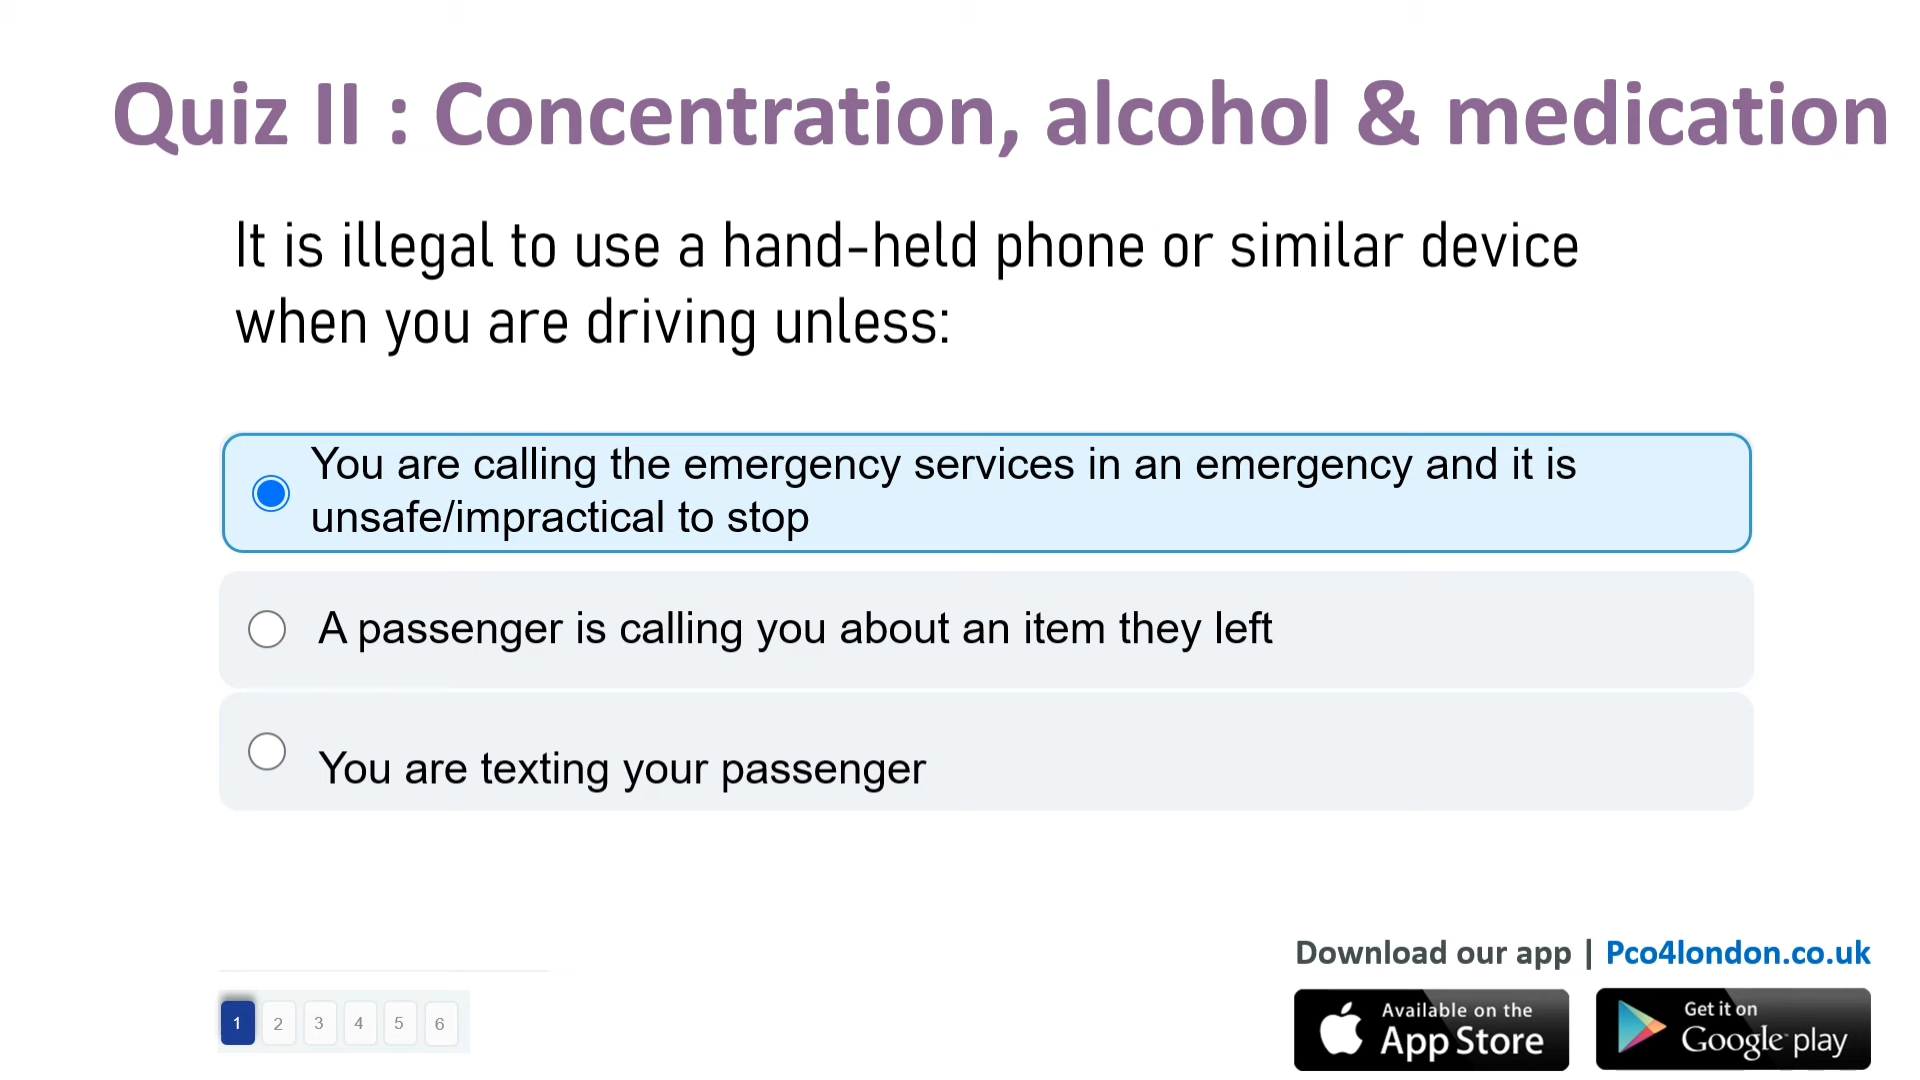 Quiz II : Concentration, alcohol & medication
It is illegal to use a hand-held phone or similar device
when you are driving unless:
You are calling the emergency services in an emergency and it is
unsafe/impractical to stop
A passenger is calling you about an item they left
You are texting your passenger
Download our app | Pco4london.co.uk
1 2 3 4 5 6
Available on the
App Store
Get it on
Google play